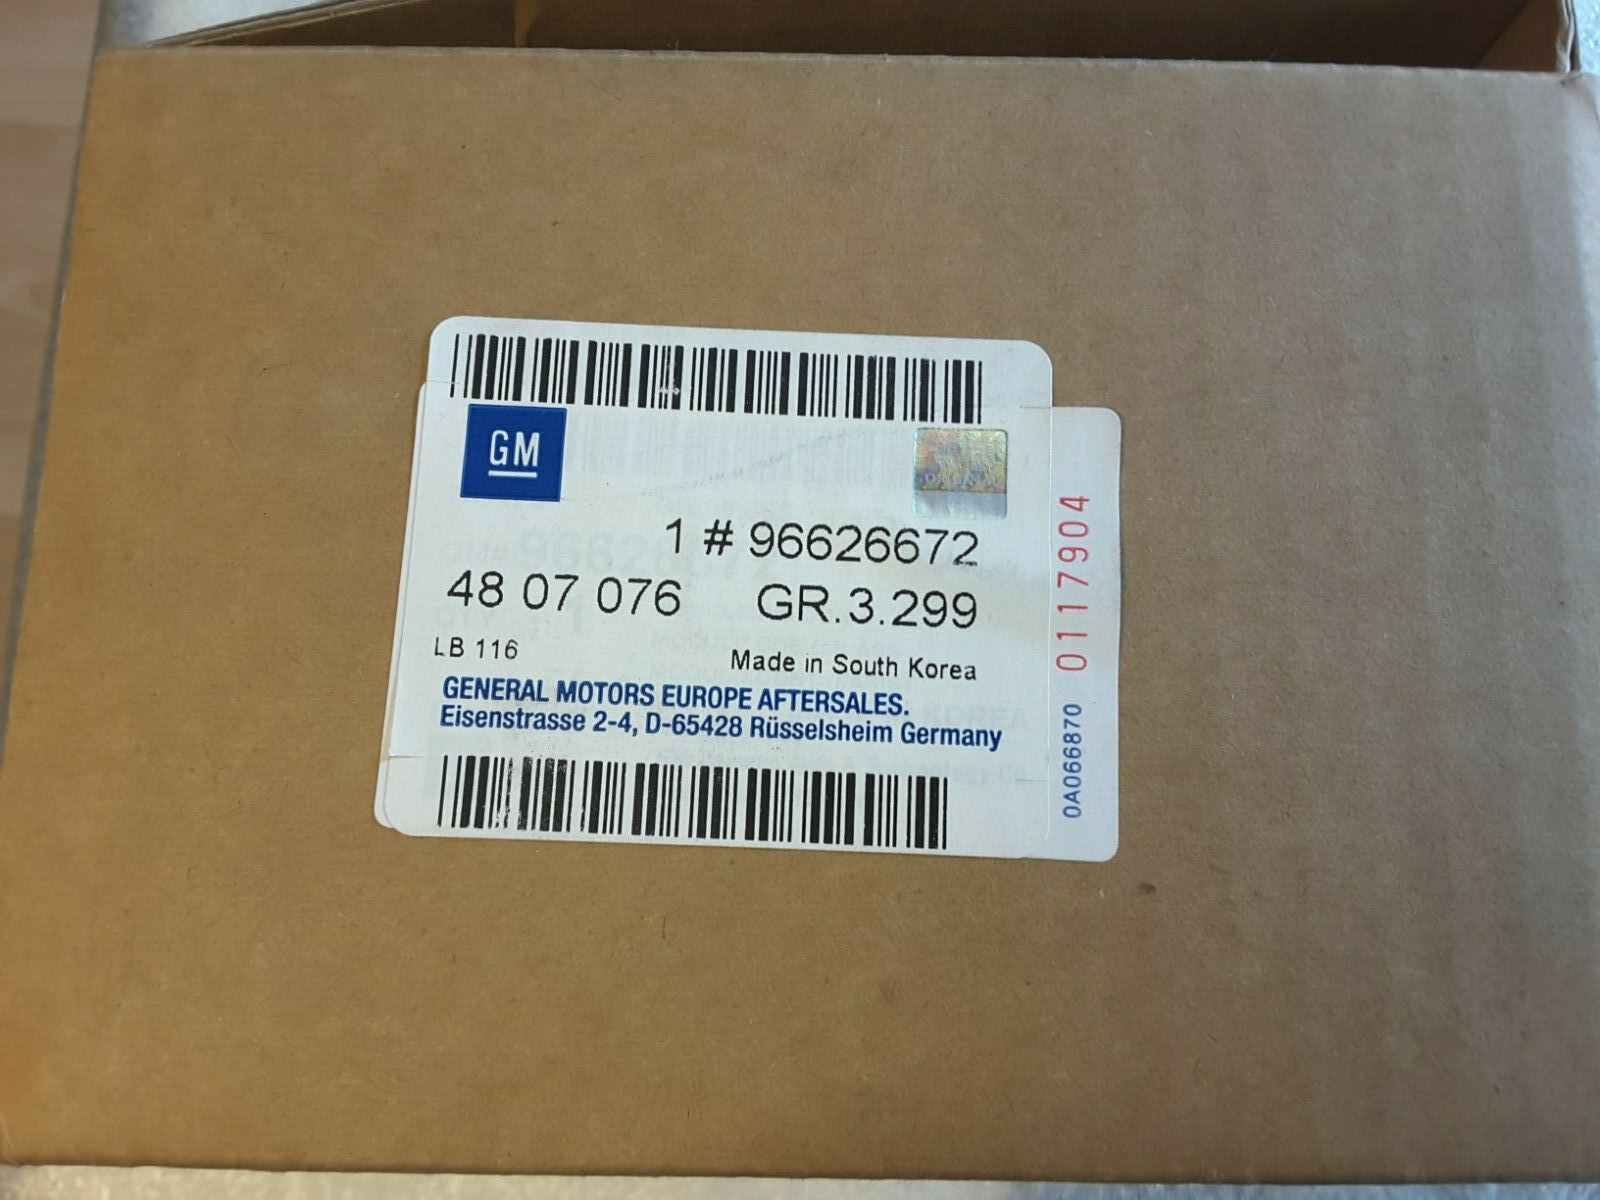 GM
1 # 96626672
48 07 076 GR.3.299
LB 116
Made in South Korea
GENERAL MOTORS EUROPE AFTERSALES.
Eisenstrasse 2-4, D-65428 Rüsselsheim Germany
0A066870 0117904